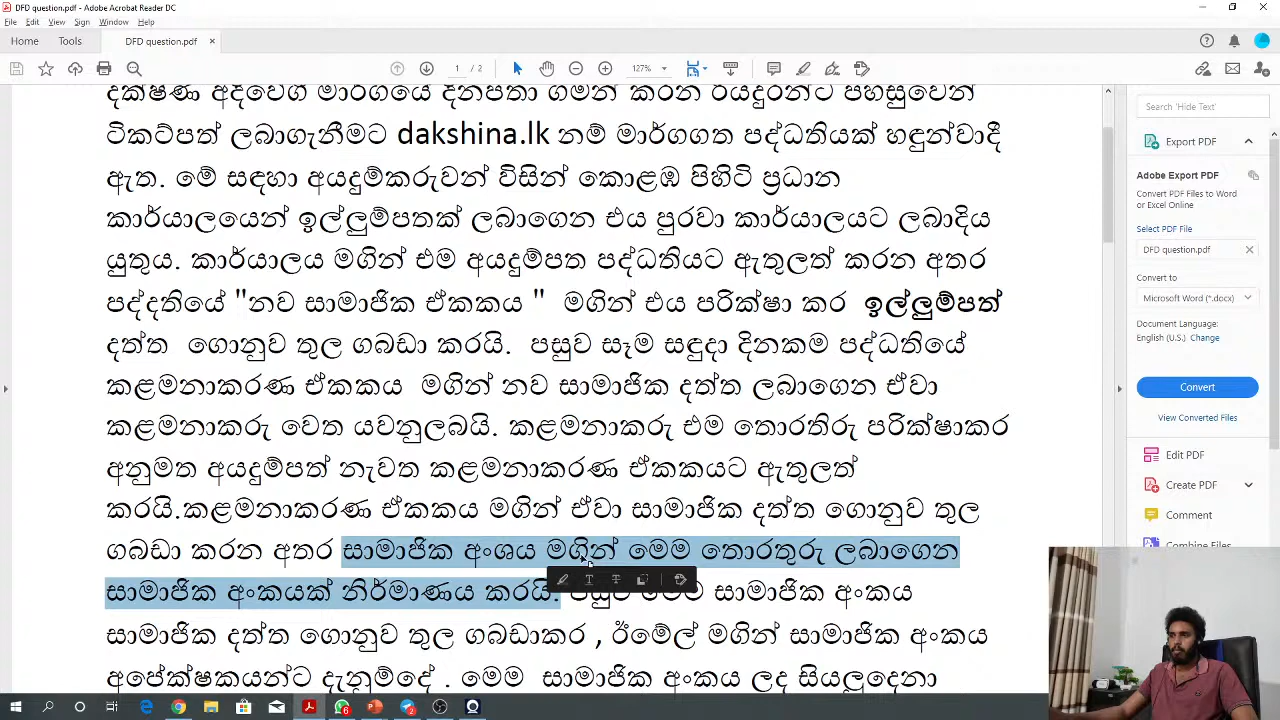 DFD question.pdf - Adobe Acrobat Reader DC
File Edit View Sign Window Help
Home Tools DFD question.pdf ×
1 / 2 127%
දක්ෂිණ අධිවේගී මාර්ගයේ දිනපතා ගමන් කරන රියදුරන්ට පහසුවෙන්
ටිකට්පත් ලබාගැනීමට dakshina.lk නම් මාර්ගගත පද්ධතියක් හඳුන්වාදී
ඇත. මේ සඳහා අයදුම්කරුවන් විසින් කොළඹ පිහිටි ප්‍රධාන
කාර්යාලයෙන් ඉල්ලුම්පතක් ලබාගෙන එය පුරවා කාර්යාලයට ලබාදිය
යුතුය. කාර්යාලය මගින් එම අයදුම්පත පද්ධතියට ඇතුලත් කරන අතර
පද්දතියේ "නව සාමාජික ඒකකය " මගින් එය පරික්ෂා කර ඉල්ලුම්පත්
දත්ත ගොනුව තුල ගබඩා කරයි. පසුව සෑම සඳුදා දිනකම පද්ධතියේ
කළමනාකරණ ඒකකය මගින් නව සාමාජික දත්ත ලබාගෙන ඒවා
කළමනාකරු වෙත යවනුලබයි. කළමනාකරු එම තොරතිරු පරික්ෂාකර
අනුමත අයදුම්පත් නැවත කළමනාකරණ ඒකකයට ඇතුලත්
කරයි.කළමනාකරණ ඒකකය මගින් ඒවා සාමාජික දත්ත ගොනුව තුල
ගබඩා කරන අතර සාමාජික අංශය මගින් මෙම තොරතුරු ලබාගෙන
සාමාජික අංකයක් නිර්මාණය කරයි. පසුව මෙම සාමාජික අංකය
සාමාජික දත්ත ගොනුව තුල ගබඩාකර , ඊමේල් මගින් සාමාජික අංකය
අපේක්ෂකයන්ට දැනුම්දේ . මෙම සාමාජික අංකය ලද සියලුදෙනා
Search 'Hide Text'
Export PDF
Adobe Export PDF
Convert PDF Files to Word
or Excel Online
Select PDF File
DFD question.pdf
Convert to
Microsoft Word (*.docx)
Document Language:
English (U.S.) Change
Convert
View Converted Files
Edit PDF
Create PDF
Comment
Combine Files